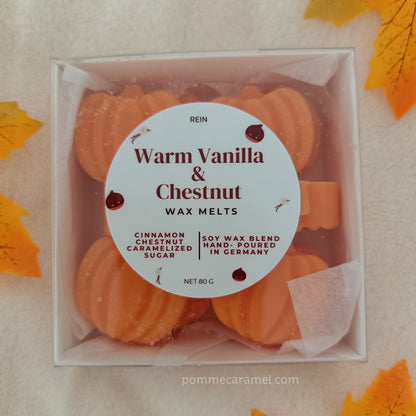 REIN
Warm Vanilla
&
Chestnut
WAX MELTS
CINNAMON
CHESTNUT
CARAMELIZED
SUGAR
SOY WAX BLEND
HAND- POURED
IN GERMANY
NET 80 G
pommecaramel.com